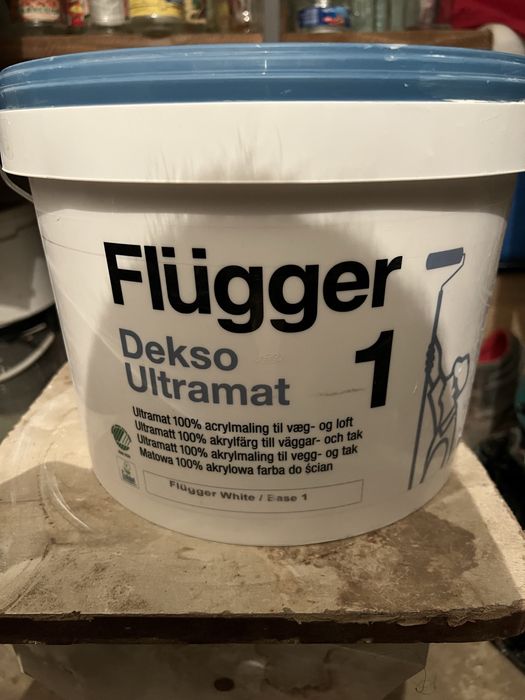 Flügger
Dekso 1
Ultramat
Ultramat 100% acrylmaling til væg- og loft
Ultramatt 100% akrylfärg till väggar- och tak
Ultramatt 100% akrylmaling til vegg- og tak
Matowa 100% akrylowa farba do ścian
Flügger White / Base 1